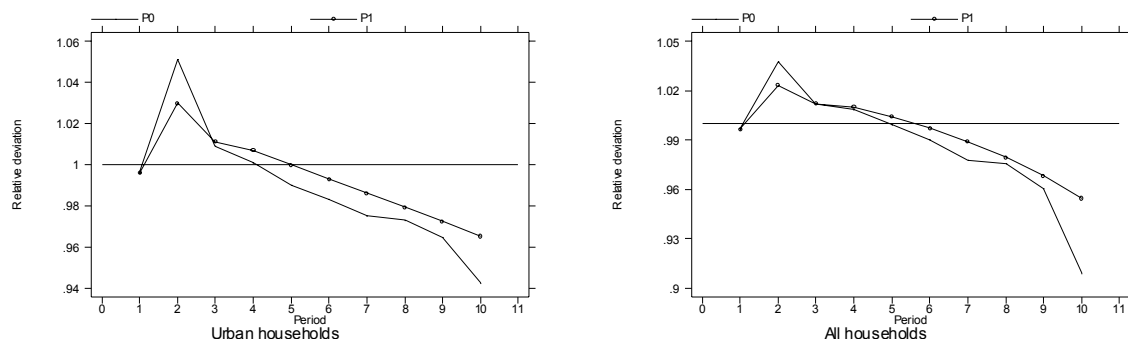 P0 P1
Relative deviation
1.06
1.04
1.02
1
.98
.96
.94
0 1 2 3 4 5 6 7 8 9 10 11
Period
Urban households
P0 P1
Relative deviation
1.05
1.02
.99
.96
.93
.9
0 1 2 3 4 5 6 7 8 9 10 11
Period
All households